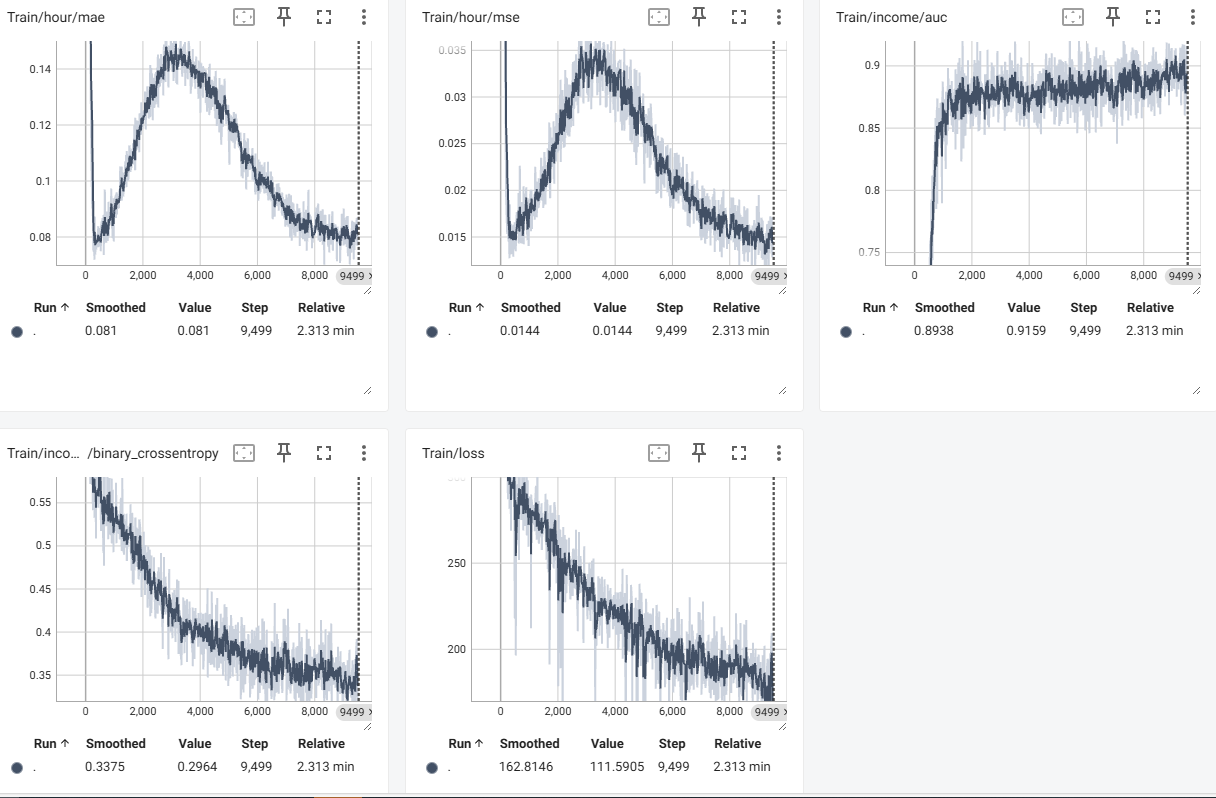 Train/hour/mae
0.14
0.12
0.1
0.08
0 2,000 4,000 6,000 8,000 9499
Run ↑ Smoothed Value Step Relative
. 0.081 0.081 9,499 2.313 min
Train/hour/mse
0.035
0.03
0.025
0.02
0.015
0 2,000 4,000 6,000 8,000 9499
Run ↑ Smoothed Value Step Relative
. 0.0144 0.0144 9,499 2.313 min
Train/income/auc
0.9
0.85
0.8
0.75
0 2,000 4,000 6,000 8,000 9499
Run ↑ Smoothed Value Step Relative
. 0.8938 0.9159 9,499 2.313 min
Train/inco… /binary_crossentropy
0.55
0.5
0.45
0.4
0.35
0 2,000 4,000 6,000 8,000 9499
Run ↑ Smoothed Value Step Relative
. 0.3375 0.2964 9,499 2.313 min
Train/loss
250
200
0 2,000 4,000 6,000 8,000 9499
Run ↑ Smoothed Value Step Relative
. 162.8146 111.5905 9,499 2.313 min